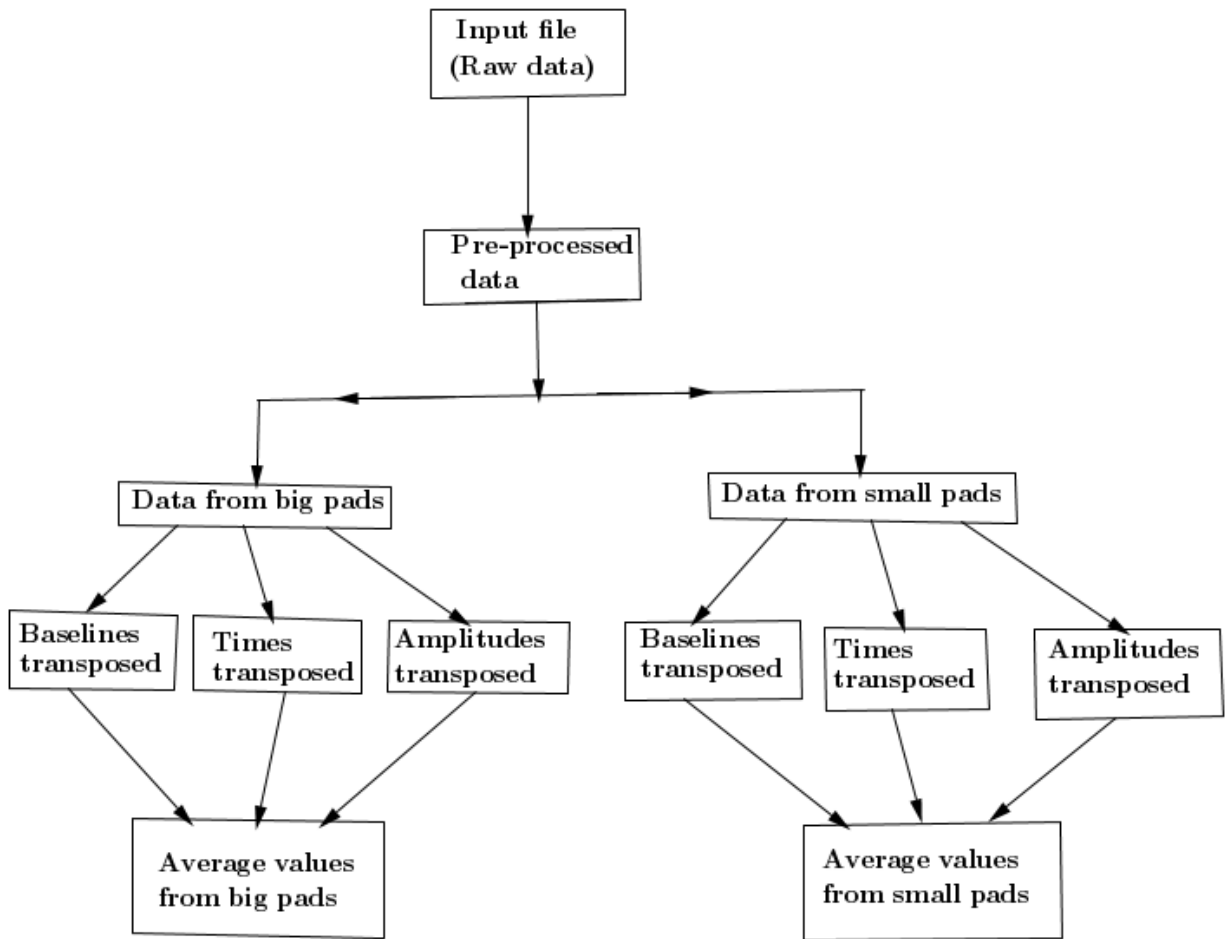 Input file
(Raw data)
Pre-processed
data
Data from big pads
Data from small pads
Baselines
transposed
Times
transposed
Amplitudes
transposed
Baselines
transposed
Times
transposed
Amplitudes
transposed
Average values
from big pads
Average values
from small pads